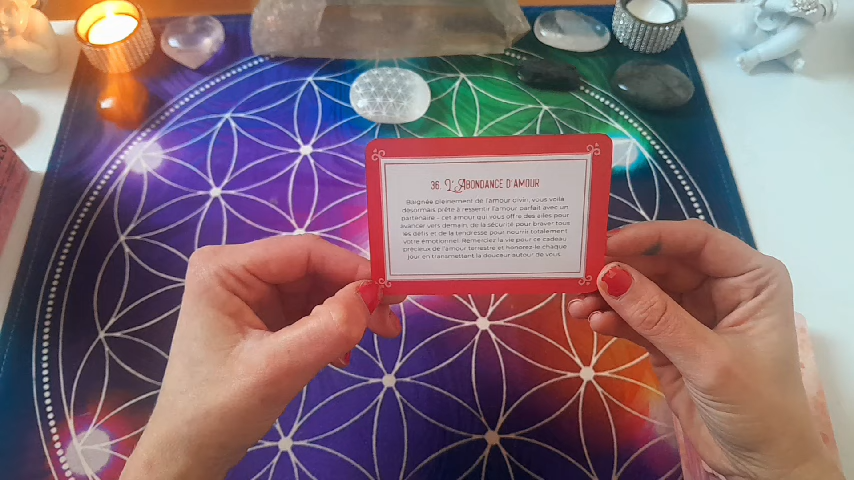 36. L'ABONDANCE D'AMOUR
Baignée pleinement de l'amour divin, vous voilà
désormais prête à ressentir l'amour parfait avec un
partenaire - cet amour qui vous offre des ailes pour
avancer vers demain, de la sécurité pour braver tous
les défis et de la tendresse pour nourrir totalement
votre émotionnel. Remerciez la vie pour ce cadeau
précieux de l'amour terrestre et honorez-le chaque
jour en transmettant la douceur autour de vous.